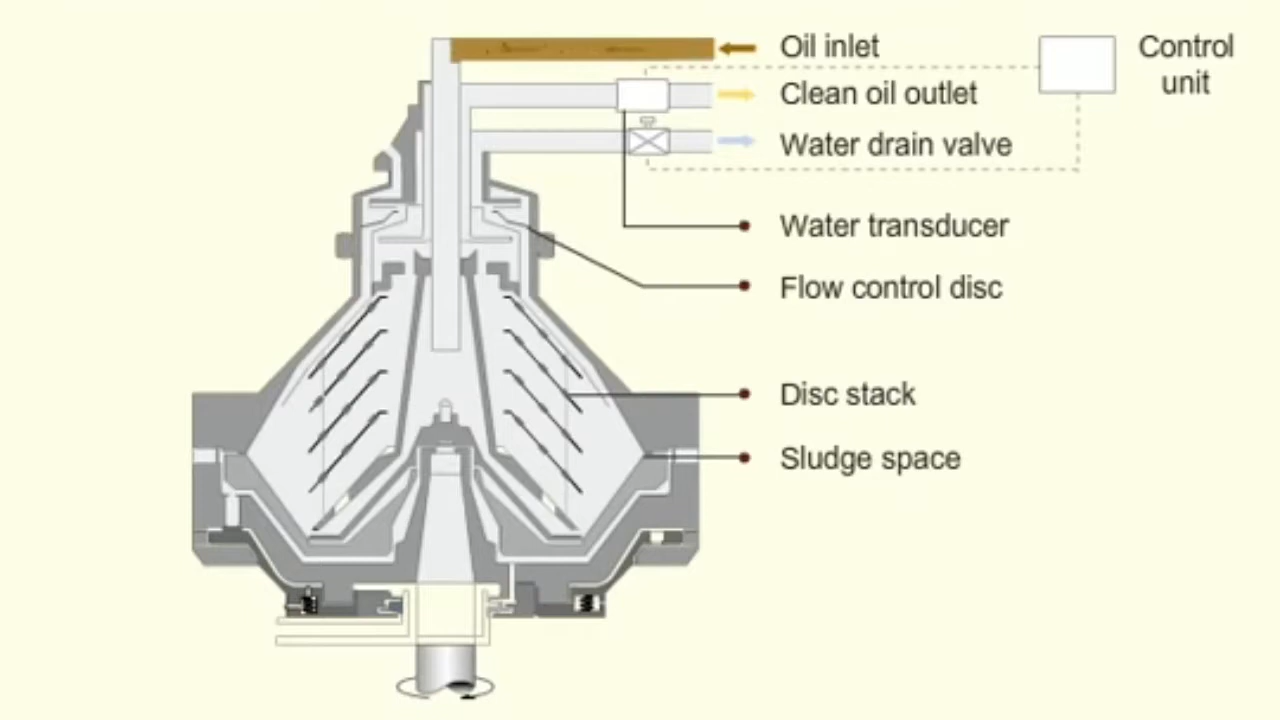 Oil inlet
Control
unit
Clean oil outlet
Water drain valve
Water transducer
Flow control disc
Disc stack
Sludge space